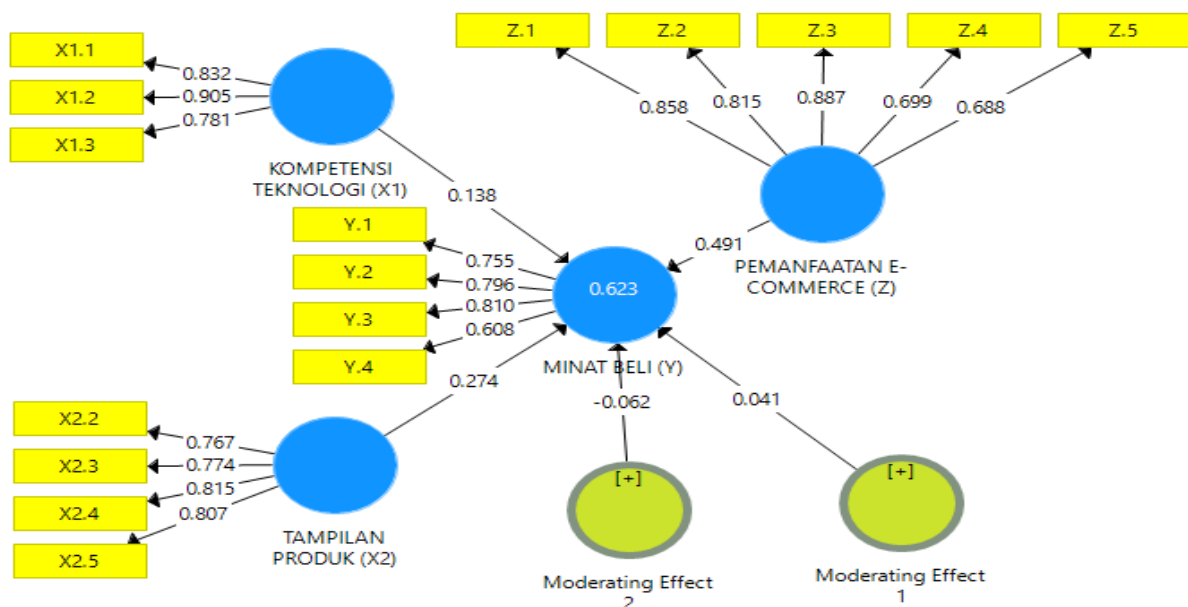 Z.1
Z.2
Z.3
Z.4
Z.5
X1.1
X1.2
X1.3
0.832
0.905
0.781
0.858
0.815
0.887
0.699
0.688
KOMPETENSI
TEKNOLOGI (X1)
0.138
Y.1
Y.2
Y.3
Y.4
0.755
0.796
0.810
0.608
0.491
PEMANFAATAN E-
COMMERCE (Z)
0.623
MINAT BELI (Y)
0.274
-0.062
0.041
X2.2
X2.3
X2.4
X2.5
0.767
0.774
0.815
0.807
TAMPILAN
PRODUK (X2)
[+]
Moderating Effect
2
[+]
Moderating Effect
1